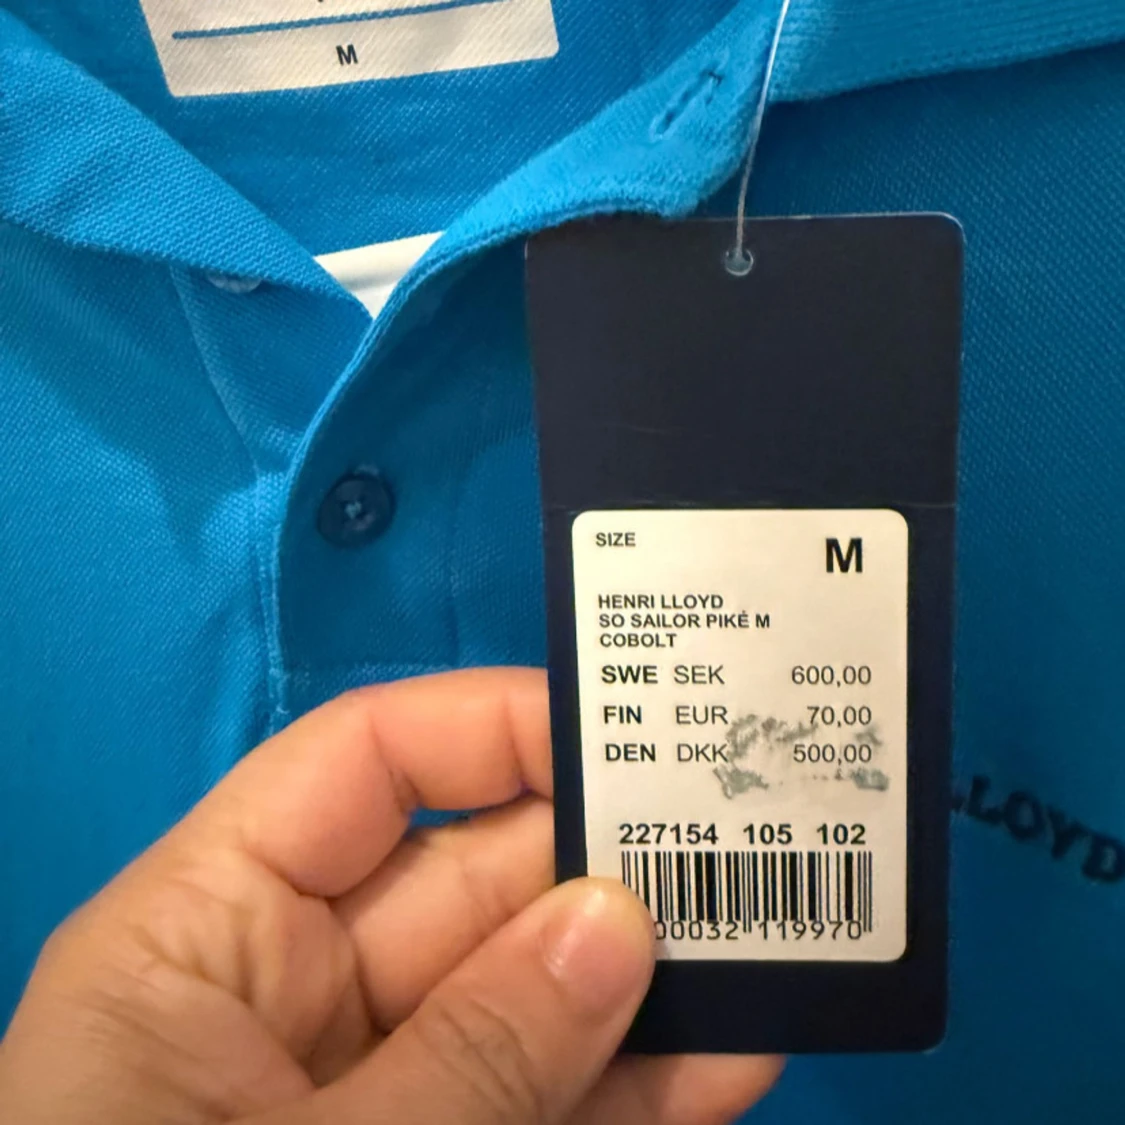 M
SIZE M
HENRI LLOYD
SO SAILOR PIKÉ M
COBOLT
SWE SEK 600,00
FIN EUR 70,00
DEN DKK 500,00
227154 105 102
00032 119970
LLOYD